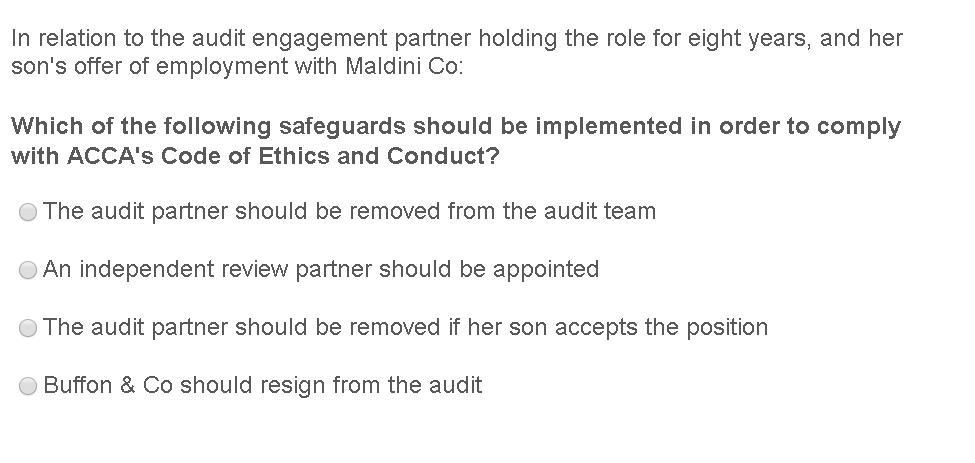 In relation to the audit engagement partner holding the role for eight years, and her
son's offer of employment with Maldini Co:
Which of the following safeguards should be implemented in order to comply
with ACCA's Code of Ethics and Conduct?
The audit partner should be removed from the audit team
An independent review partner should be appointed
The audit partner should be removed if her son accepts the position
Buffon & Co should resign from the audit